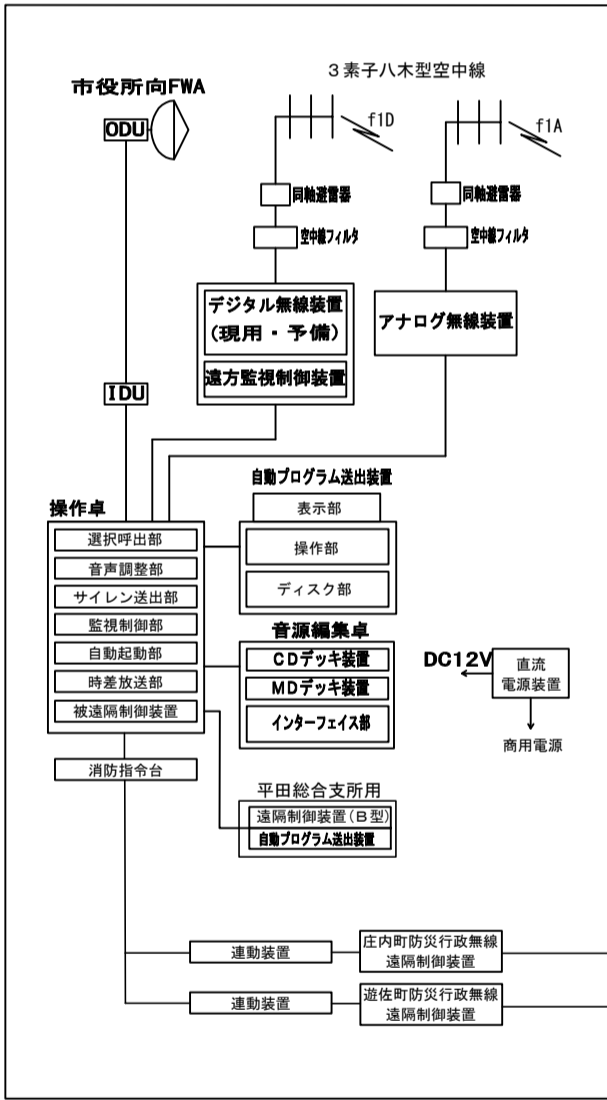 3素子八木型空中線
市役所向FWA
ODU
f1D
f1A
同軸避雷器
同軸避雷器
空中線フィルタ
空中線フィルタ
デジタル無線装置
(現用・予備)
遠方監視制御装置
アナログ無線装置
IDU
自動プログラム送出装置
表示部
操作部
ディスク部
操作卓
選択呼出部
音声調整部
サイレン送出部
監視制御部
自動起動部
時差放送部
被遠隔制御装置
音源編集卓
CDデッキ装置
MDデッキ装置
インターフェイス部
DC12V
直流
電源装置
商用電源
消防指令台
平田総合支所用
遠隔制御装置(B型)
自動プログラム送出装置
連動装置
庄内町防災行政無線
遠隔制御装置
連動装置
遊佐町防災行政無線
遠隔制御装置